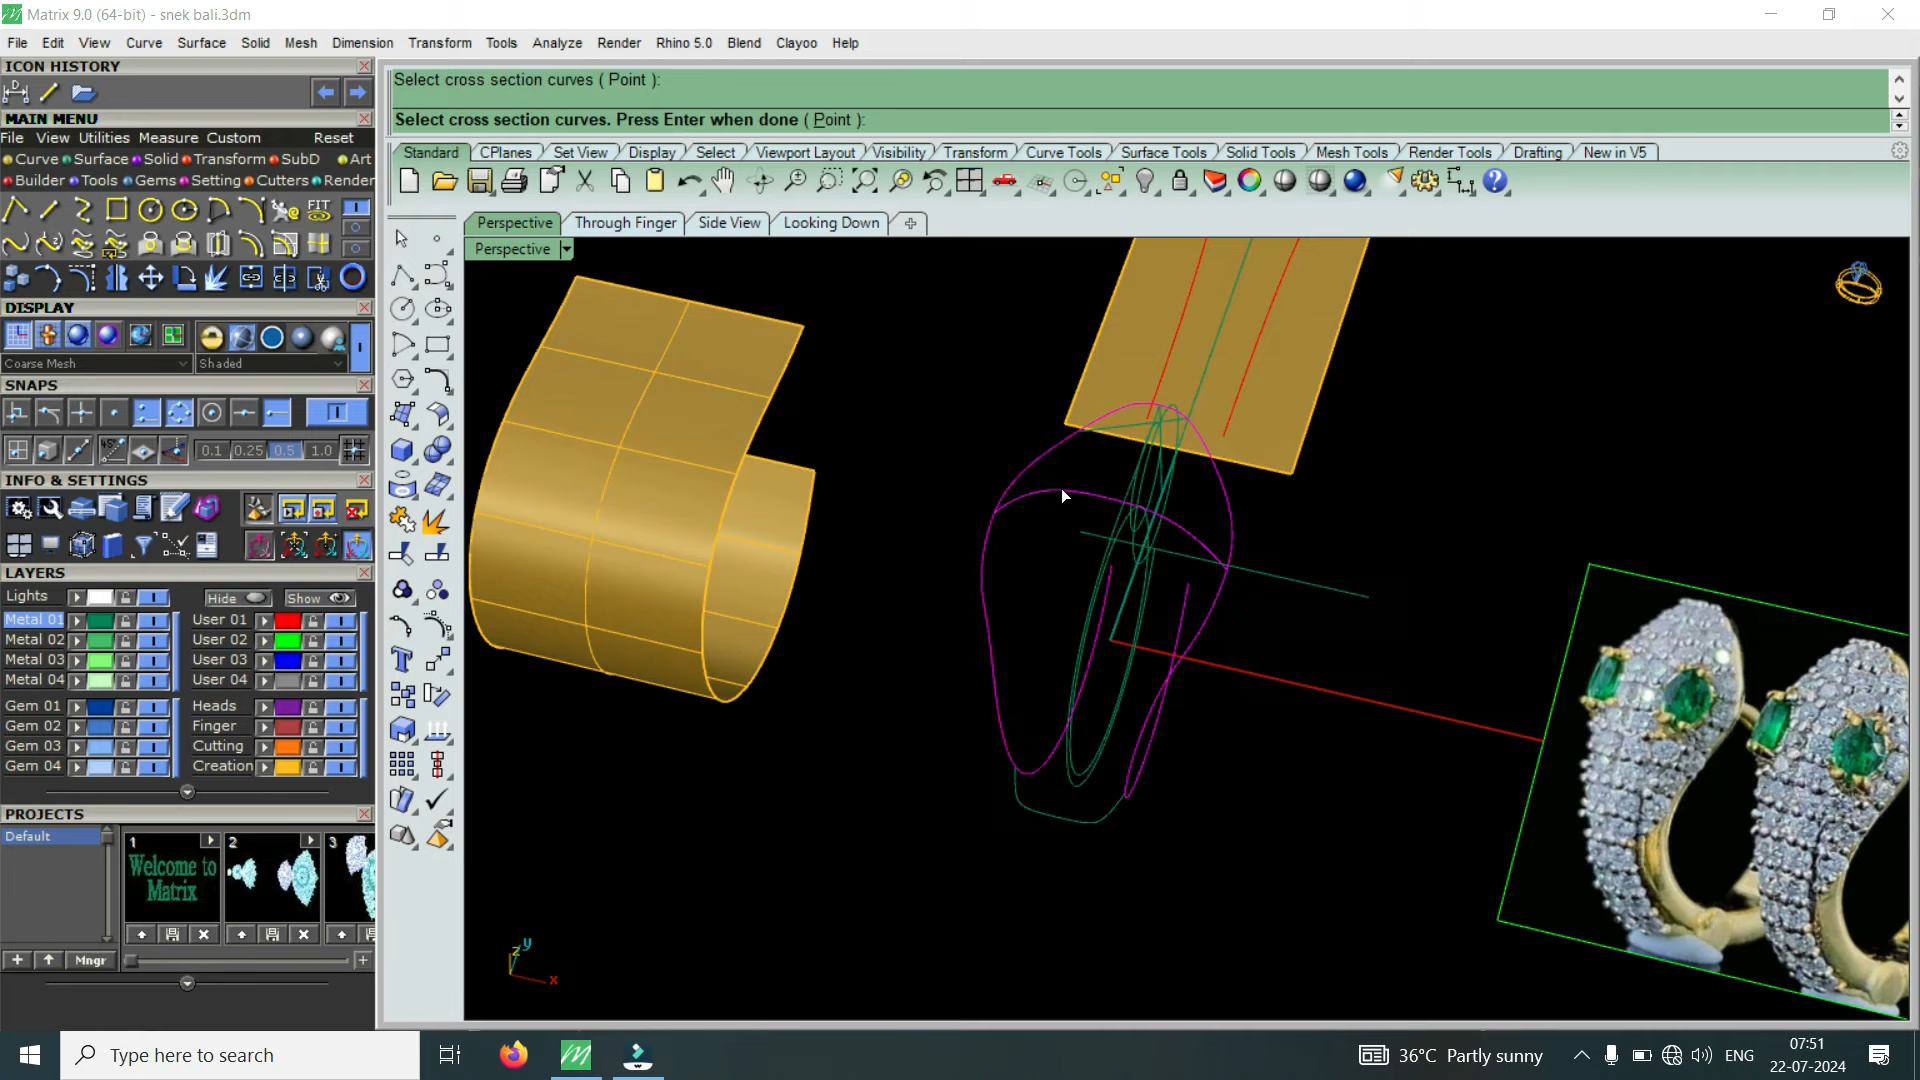 Matrix 9.0 (64-bit) - snek bali.3dm
File Edit View Curve Surface Solid Mesh Dimension Transform Tools Analyze Render Rhino 5.0 Blend Clayoo Help
ICON HISTORY
Select cross section curves ( Point ):
Select cross section curves. Press Enter when done ( Point ):
MAIN MENU
File View Utilities Measure Custom Reset
Curve Surface Solid Transform SubD Art
Builder Tools Gems Setting Cutters Render
Standard CPlanes Set View Display Select Viewport Layout Visibility Transform Curve Tools Surface Tools Solid Tools Mesh Tools Render Tools Drafting New in V5
FIT
Perspective Through Finger Side View Looking Down
Perspective
DISPLAY
Coarse Mesh Shaded
SNAPS
0.1 0.25 0.5 1.0
INFO & SETTINGS
LAYERS
Lights Hide Show
Metal 01 User 01
Metal 02 User 02
Metal 03 User 03
Metal 04 User 04
Gem 01 Heads
Gem 02 Finger
Gem 03 Cutting
Gem 04 Creation
PROJECTS
Default
1 2 3
Welcome to
Matrix
Mngr
z y x
Type here to search
36°C Partly sunny
ENG
07:51
22-07-2024